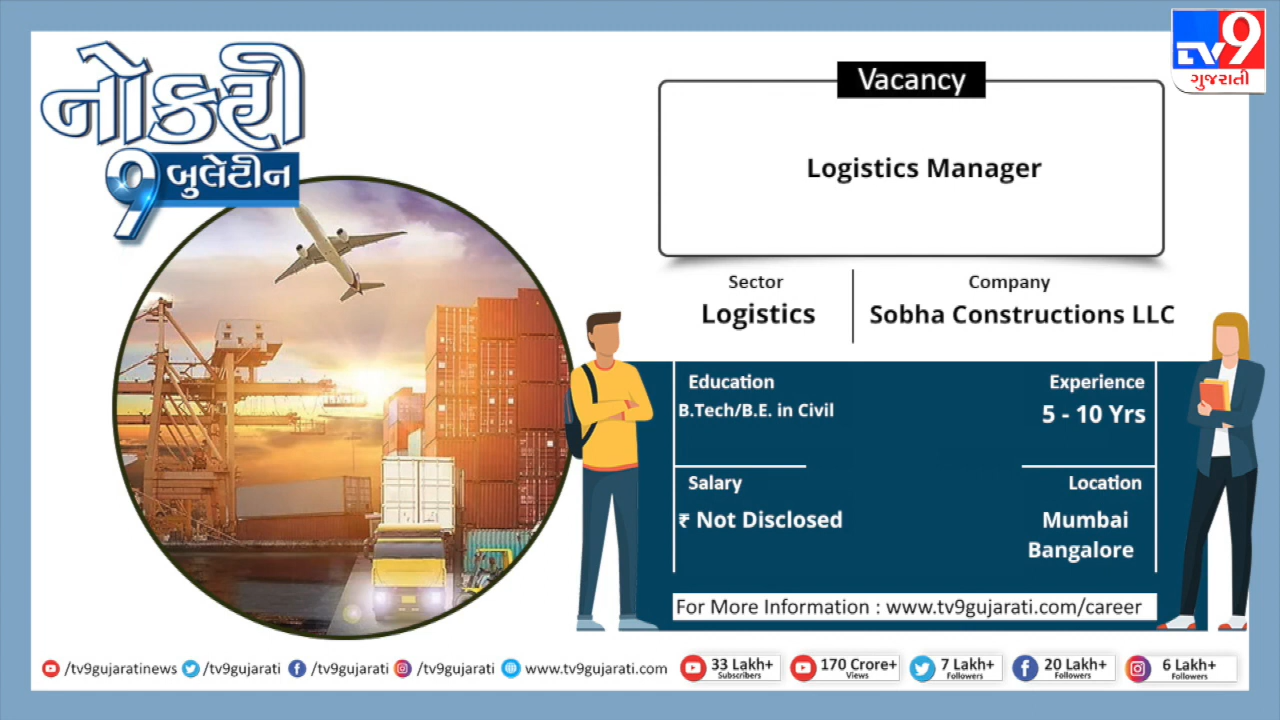 નોકરી
9 બુલેટીન
TV9
ગુજરાતી
Vacancy
Logistics Manager
Sector
Logistics
Company
Sobha Constructions LLC
Education
B.Tech/B.E. in Civil
Experience
5 - 10 Yrs
Salary
₹ Not Disclosed
Location
Mumbai
Bangalore
For More Information : www.tv9gujarati.com/career
/tv9gujaratinews /tv9gujarati /tv9gujarati /tv9gujarati www.tv9gujarati.com
33 Lakh+
Subscribers
170 Crore+
Views
7 Lakh+
Followers
20 Lakh+
Followers
6 Lakh+
Followers